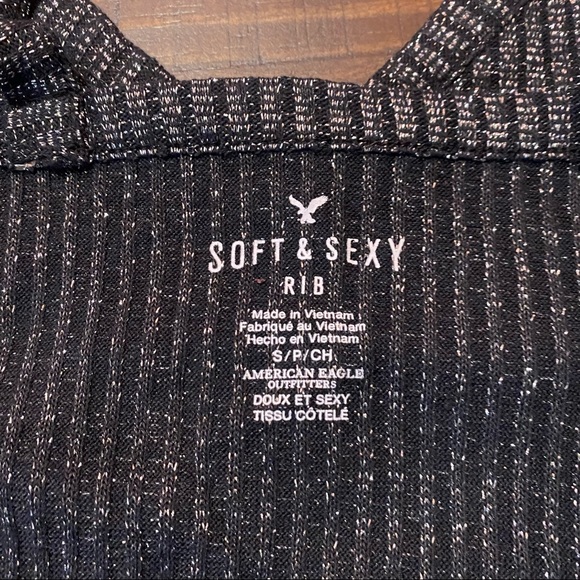 SOFT & SEXY
RIB
Made in Vietnam
Fabriqué au Vietnam
Hecho en Vietnam
S/P/CH
AMERICAN EAGLE
OUTFITTERS
DOUX ET SEXY
TISSU CÔTELÉ